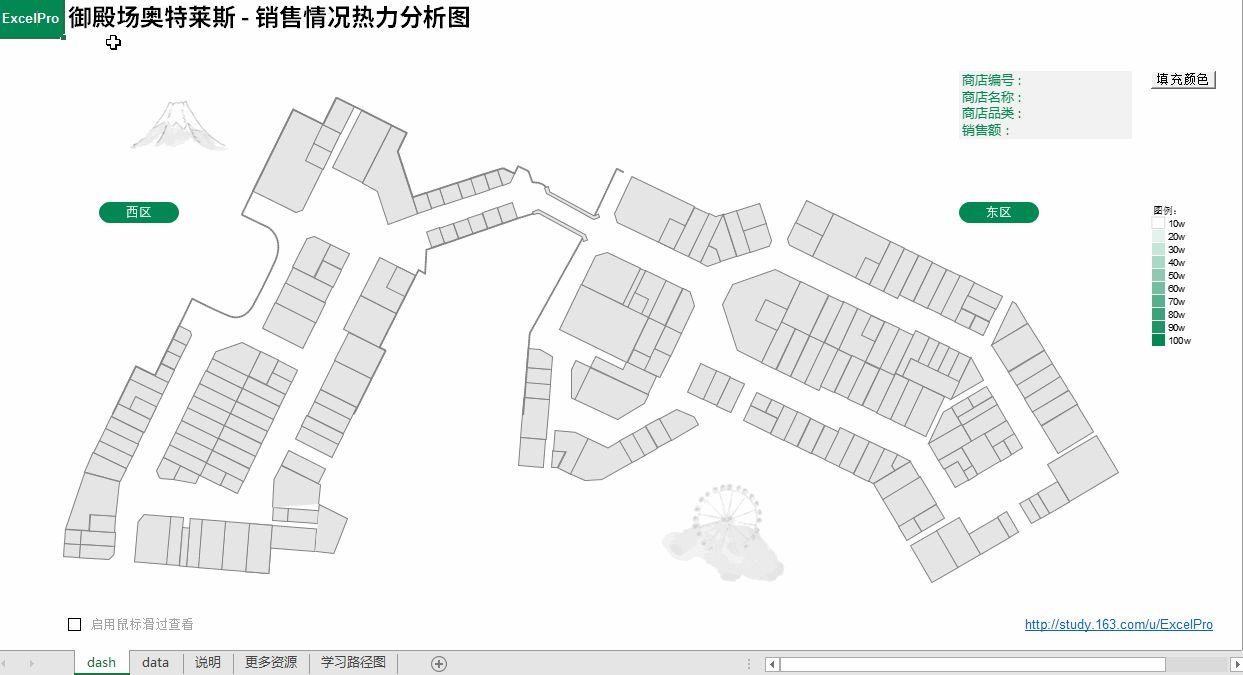 ExcelPro
御殿场奥特莱斯 - 销售情况热力分析图
商店编号：
商店名称：
商店品类：
销售额：
填充颜色
西区
东区
图例：
10w
20w
30w
40w
50w
60w
70w
80w
90w
100w
启用鼠标滑过查看
http://study.163.com/u/ExcelPro
dash
data
说明
更多资源
学习路径图